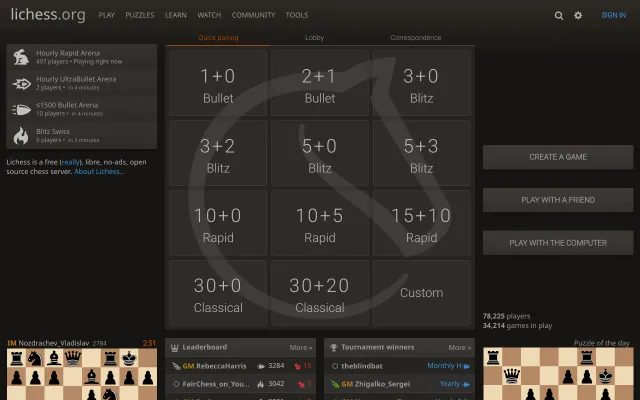 lichess.org PLAY PUZZLES LEARN WATCH COMMUNITY TOOLS SIGN IN
Quick pairing Lobby Correspondence
Hourly Rapid Arena
497 players • Playing right now
Hourly UltraBullet Arena
2 players • in 4 minutes
≤1500 Bullet Arena
10 players • in 4 minutes
Blitz Swiss
5 players • in 3 minutes
Lichess is a free (really), libre, no-ads, open
source chess server. About Lichess...
1+0
Bullet
2+1
Bullet
3+0
Blitz
3+2
Blitz
5+0
Blitz
5+3
Blitz
10+0
Rapid
10+5
Rapid
15+10
Rapid
30+0
Classical
30+20
Classical
Custom
CREATE A GAME
PLAY WITH A FRIEND
PLAY WITH THE COMPUTER
78,225 players
34,214 games in play
IM Nozdrachev_Vladislav 2784 2:51
Leaderboard More »
GM RebeccaHarris 3284 13
FairChess_on_You... 3042
Tournament winners More »
theblindbat Monthly H
GM Zhigalko_Sergei Yearly
Puzzle of the day